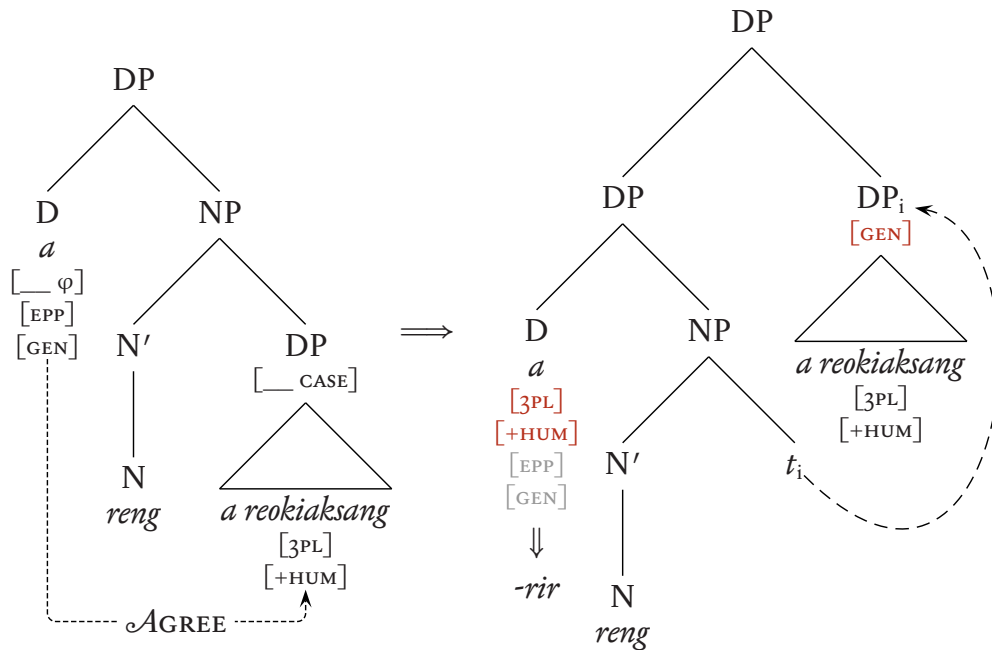 DP
D
a
[__ φ]
[EPP]
[GEN]
NP
N′
N
reng
DP
[__ CASE]
a reokiaksang
[3PL]
[+HUM]
AGREE
⟹
DP
DP
D
a
[3PL]
[+HUM]
[EPP]
[GEN]
⇓
-rir
NP
N′
N
reng
tᵢ
DPᵢ
[GEN]
a reokiaksang
[3PL]
[+HUM]